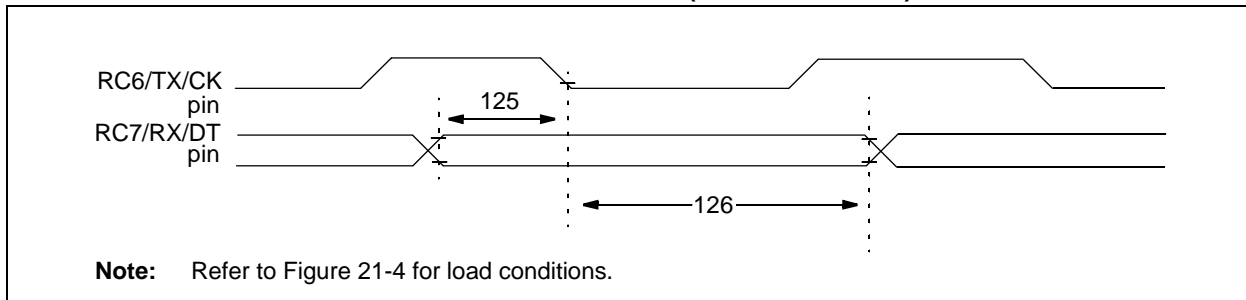 RC6/TX/CK
pin
125
RC7/RX/DT
pin
126
Note: Refer to Figure 21-4 for load conditions.